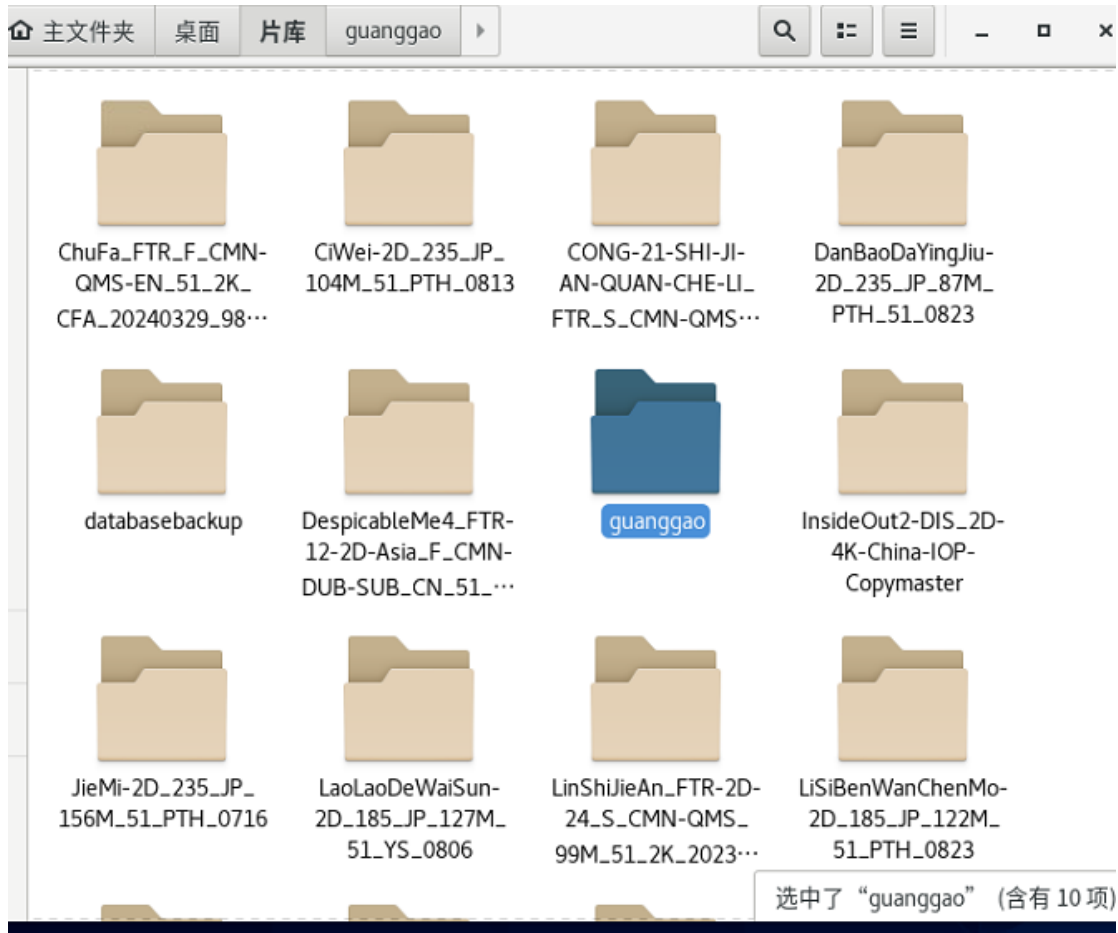 主文件夹 桌面 片库 guanggao
ChuFa_FTR_F_CMN-
QMS-EN_51_2K_
CFA_20240329_98…
CiWei-2D_235_JP_
104M_51_PTH_0813
CONG-21-SHI-JI-
AN-QUAN-CHE-LI_
FTR_S_CMN-QMS…
DanBaoDaYingJiu-
2D_235_JP_87M_
PTH_51_0823
databasebackup
DespicableMe4_FTR-
12-2D-Asia_F_CMN-
DUB-SUB_CN_51_…
guanggao
InsideOut2-DIS_2D-
4K-China-IOP-
Copymaster
JieMi-2D_235_JP_
156M_51_PTH_0716
LaoLaoDeWaiSun-
2D_185_JP_127M_
51_YS_0806
LinShiJieAn_FTR-2D-
24_S_CMN-QMS_
99M_51_2K_2023…
LiSiBenWanChenMo-
2D_185_JP_122M_
51_PTH_0823
选中了“guanggao” (含有 10 项)